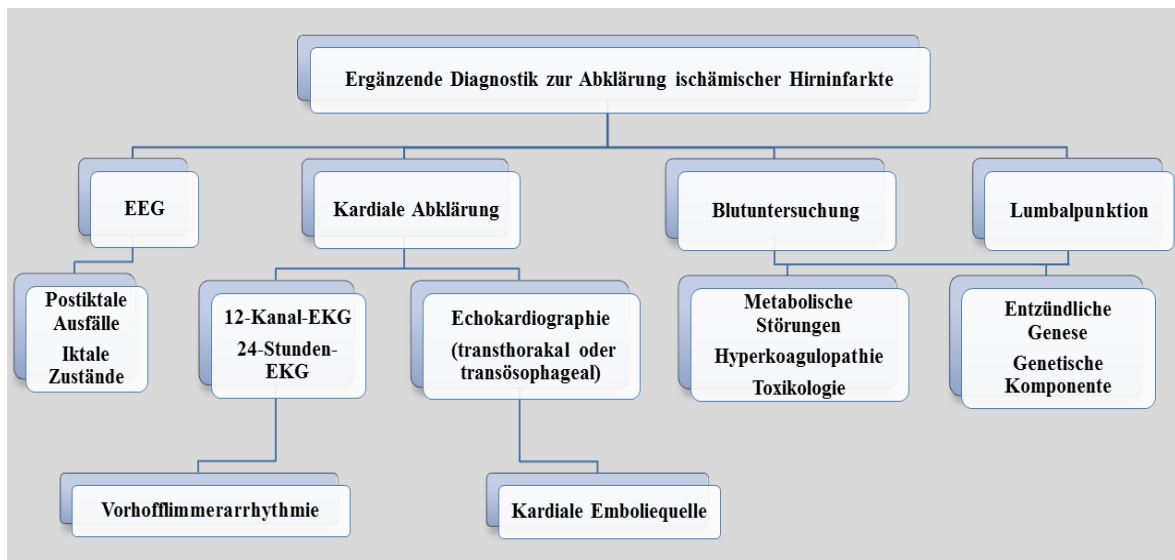 Ergänzende Diagnostik zur Abklärung ischämischer Hirninfarkte
EEG
Kardiale Abklärung
Blutuntersuchung
Lumbalpunktion
Postiktale
Ausfälle
Iktale
Zustände
12-Kanal-EKG
24-Stunden-
EKG
Echokardiographie
(transthorakal oder
transösophageal)
Metabolische
Störungen
Hyperkoagulopathie
Toxikologie
Entzündliche
Genese
Genetische
Komponente
Vorhofflimmerarrhythmie
Kardiale Emboliequelle